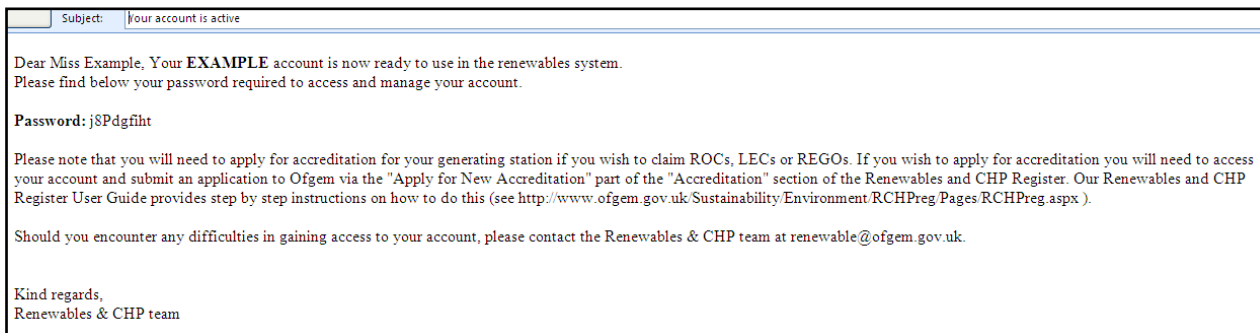 Subject: Your account is active
Dear Miss Example, Your EXAMPLE account is now ready to use in the renewables system.
Please find below your password required to access and manage your account.
Password: j8Pdgfiht
Please note that you will need to apply for accreditation for your generating station if you wish to claim ROCs, LECs or REGOs. If you wish to apply for accreditation you will need to access
your account and submit an application to Ofgem via the "Apply for New Accreditation" part of the "Accreditation" section of the Renewables and CHP Register. Our Renewables and CHP
Register User Guide provides step by step instructions on how to do this (see http://www.ofgem.gov.uk/Sustainability/Environment/RCHPreg/Pages/RCHPreg.aspx ).
Should you encounter any difficulties in gaining access to your account, please contact the Renewables & CHP team at renewable@ofgem.gov.uk.
Kind regards,
Renewables & CHP team